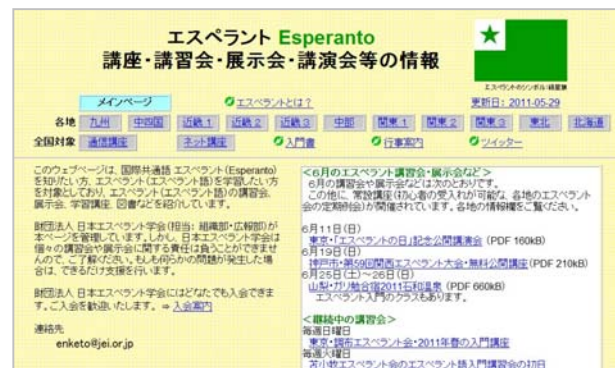 エスペラント Esperanto
講座・講習会・展示会・講演会等の情報
メインページ
エスペラントとは?
更新日: 2011-05-29
各地 九州 中四国 近畿1 近畿2 近畿3 中部 関東1 関東2 関東3 東北 北海道
全国対象 通信講座 ネット講座 入門書 行事案内 ツイッター
このウェブページは、国際共通語 エスペラント(Esperanto)
を知りたい方、エスペラント(エスペラント語)を学習したい方
を対象としており、エスペラント(エスペラント語)の講習会、
展示会、学習講座、図書などを紹介しています。
財団法人 日本エスペラント学会(担当: 組織部・広報部)が
本ページを管理しています。しかし、日本エスペラント学会は
個々の講習会や展示会に関する責任は負うことができませ
んので、ご了解ください。もしも何らかの問題が発生した場
合は、できるだけ支援を行います。
財団法人 日本エスペラント学会にはどなたでも入会できま
す。ご入会を歓迎いたします。⇒ 入会案内
連絡先
enketo@jei.or.jp
<6月のエスペラント講習会・展示会など>
6月の講習会や展示会などは次のとおりです。
この他に、常設講座(初心者の受入れが可能な、各地のエスペラント
会の定期例会)が開催されています。各地の情報欄をご覧ください。
6月11日(日)
東京・「エスペラントの日」記念公開講演会 (PDF 160kB)
6月19日(日)
神戸市・第59回関西エスペラント大会・無料公開講座(PDF 210kB)
6月25日(土)~26日(日)
山梨・ガリ勉合宿2011石和温泉 (PDF 660kB)
エスペラント入門のクラスもあります。
<継続中の講習会>
毎週日曜日
東京・調布エスペラント会・2011年春の入門講座
毎週火曜日
苫小牧エスペラント会のエスペラント語入門講習会の初日